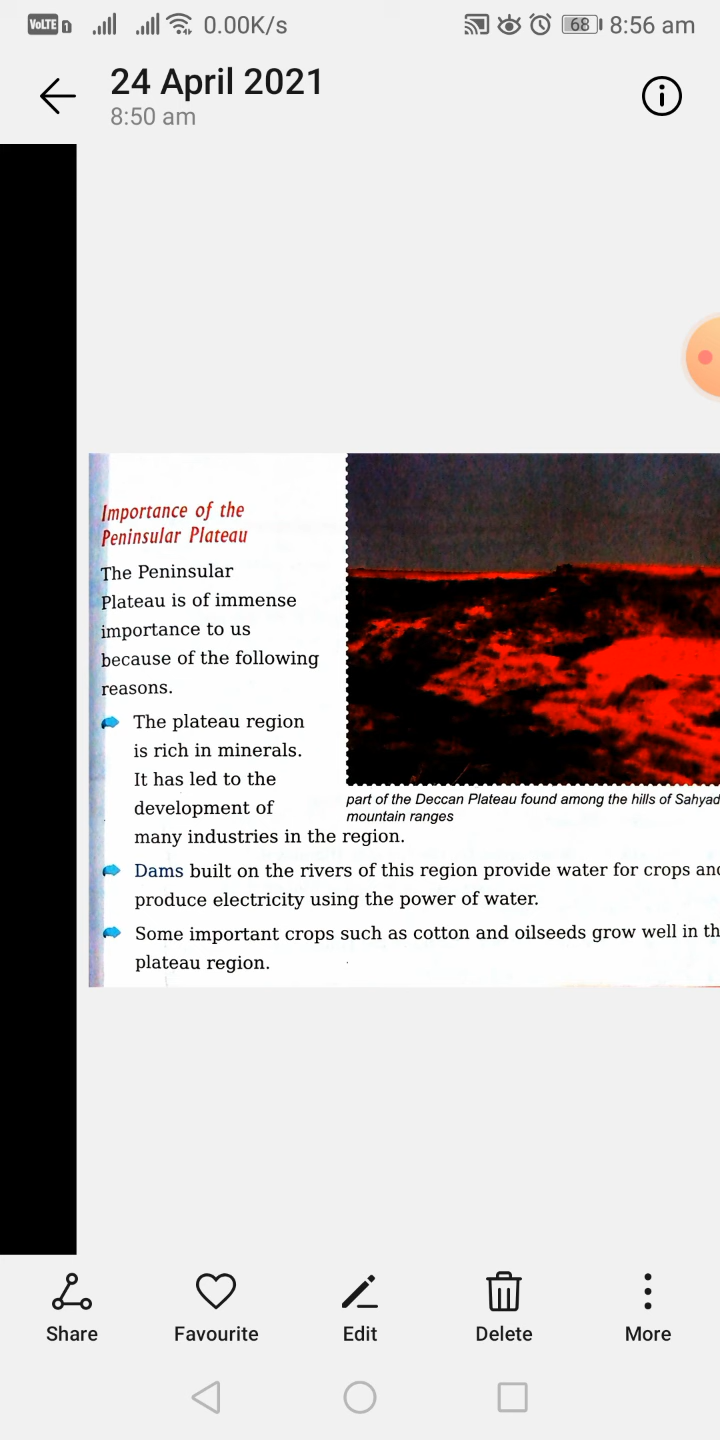 VoLTE 1 0.00K/s 68 8:56 am
24 April 2021
8:50 am
Importance of the
Peninsular Plateau
The Peninsular
Plateau is of immense
importance to us
because of the following
reasons.
The plateau region
is rich in minerals.
It has led to the
development of
many industries in the region.
part of the Deccan Plateau found among the hills of Sahyad
mountain ranges
Dams built on the rivers of this region provide water for crops and
produce electricity using the power of water.
Some important crops such as cotton and oilseeds grow well in th
plateau region.
Share Favourite Edit Delete More